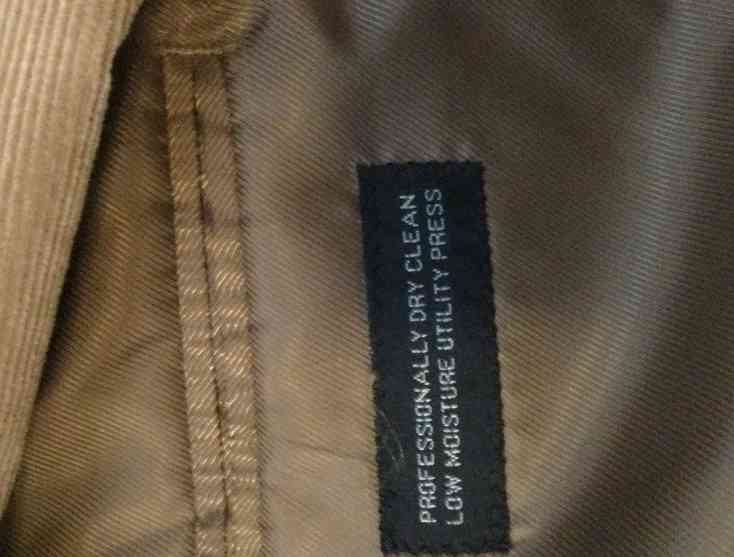 PROFESSIONALLY DRY CLEAN
LOW MOISTURE UTILITY PRESS